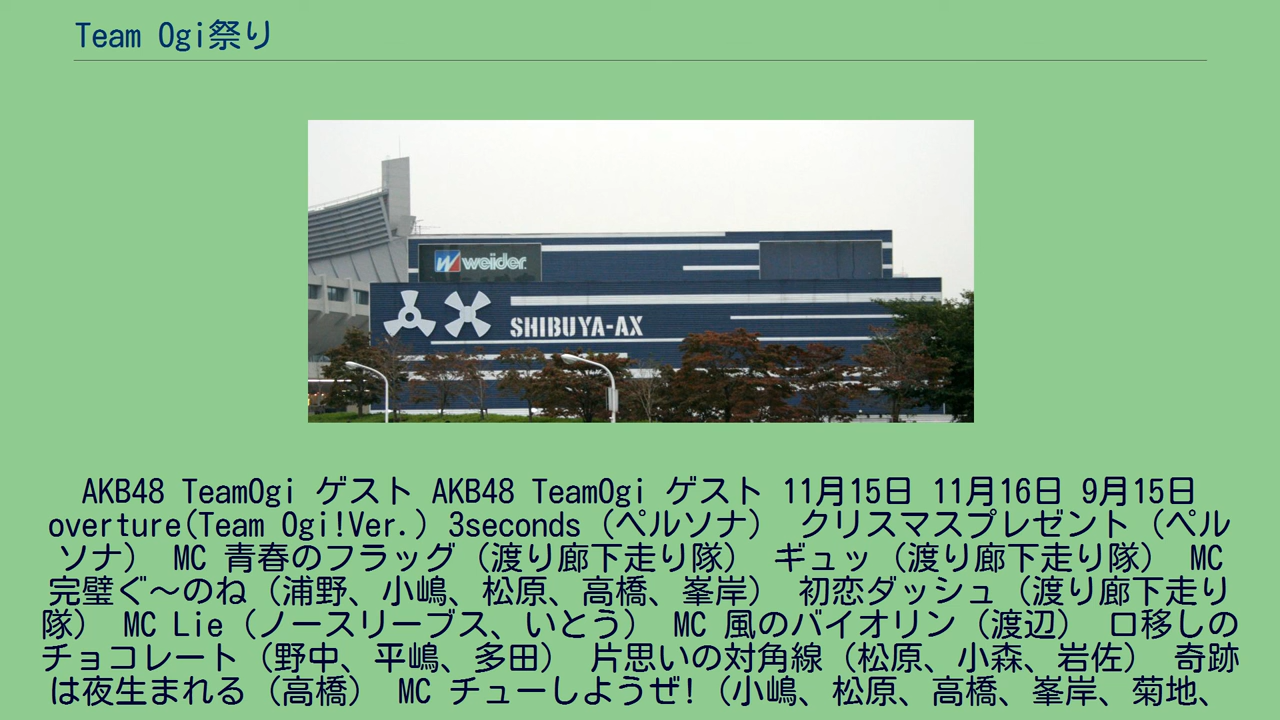 Team Ogi祭り
weider
SHIBUYA-AX
AKB48 TeamOgi ゲスト AKB48 TeamOgi ゲスト 11月15日 11月16日 9月15日
overture(Team Ogi!Ver.) 3seconds（ペルソナ） クリスマスプレゼント（ペル
ソナ） MC 青春のフラッグ（渡り廊下走り隊） ギュッ（渡り廊下走り隊） MC
完璧ぐ〜のね（浦野、小嶋、松原、高橋、峯岸） 初恋ダッシュ（渡り廊下走り
隊） MC Lie（ノースリーブス、いとう） MC 風のバイオリン（渡辺） 口移しの
チョコレート（野中、平嶋、多田） 片思いの対角線（松原、小森、岩佐） 奇跡
は夜生まれる（高橋） MC チューしようぜ!（小嶋、松原、高橋、峯岸、菊地、